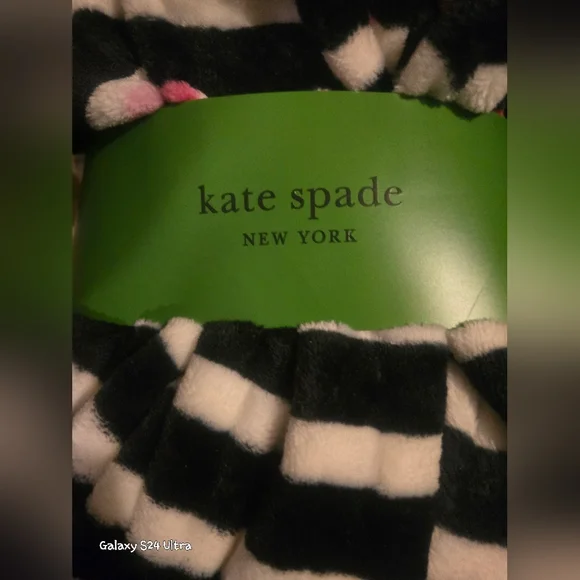 kate spade
NEW YORK
Galaxy S24 Ultra